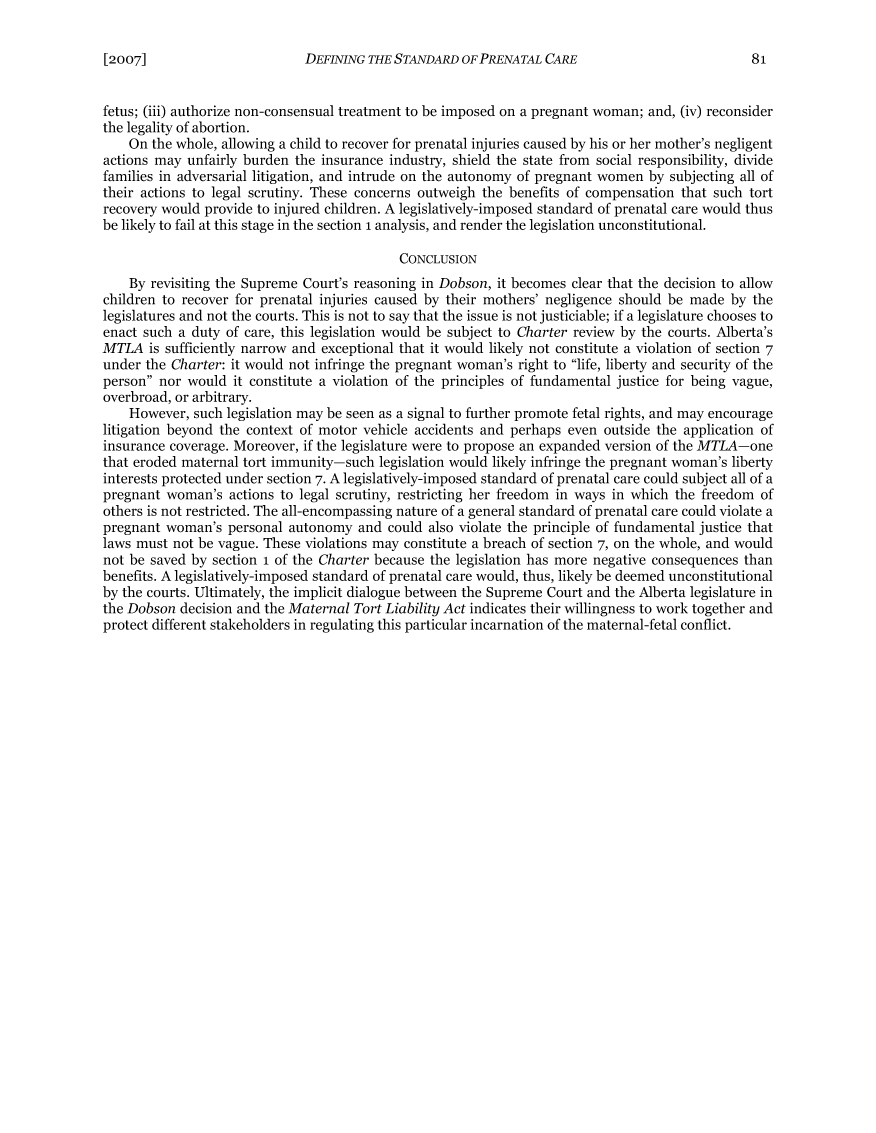 [2007] DEFINING THE STANDARD OF PRENATAL CARE 81
fetus; (iii) authorize non-consensual treatment to be imposed on a pregnant woman; and, (iv) reconsider
the legality of abortion.
On the whole, allowing a child to recover for prenatal injuries caused by his or her mother’s negligent
actions may unfairly burden the insurance industry, shield the state from social responsibility, divide
families in adversarial litigation, and intrude on the autonomy of pregnant women by subjecting all of
their actions to legal scrutiny. These concerns outweigh the benefits of compensation that such tort
recovery would provide to injured children. A legislatively-imposed standard of prenatal care would thus
be likely to fail at this stage in the section 1 analysis, and render the legislation unconstitutional.
CONCLUSION
By revisiting the Supreme Court’s reasoning in Dobson, it becomes clear that the decision to allow
children to recover for prenatal injuries caused by their mothers’ negligence should be made by the
legislatures and not the courts. This is not to say that the issue is not justiciable; if a legislature chooses to
enact such a duty of care, this legislation would be subject to Charter review by the courts. Alberta’s
MTLA is sufficiently narrow and exceptional that it would likely not constitute a violation of section 7
under the Charter: it would not infringe the pregnant woman’s right to “life, liberty and security of the
person” nor would it constitute a violation of the principles of fundamental justice for being vague,
overbroad, or arbitrary.
However, such legislation may be seen as a signal to further promote fetal rights, and may encourage
litigation beyond the context of motor vehicle accidents and perhaps even outside the application of
insurance coverage. Moreover, if the legislature were to propose an expanded version of the MTLA—one
that eroded maternal tort immunity—such legislation would likely infringe the pregnant woman’s liberty
interests protected under section 7. A legislatively-imposed standard of prenatal care could subject all of a
pregnant woman’s actions to legal scrutiny, restricting her freedom in ways in which the freedom of
others is not restricted. The all-encompassing nature of a general standard of prenatal care could violate a
pregnant woman’s personal autonomy and could also violate the principle of fundamental justice that
laws must not be vague. These violations may constitute a breach of section 7, on the whole, and would
not be saved by section 1 of the Charter because the legislation has more negative consequences than
benefits. A legislatively-imposed standard of prenatal care would, thus, likely be deemed unconstitutional
by the courts. Ultimately, the implicit dialogue between the Supreme Court and the Alberta legislature in
the Dobson decision and the Maternal Tort Liability Act indicates their willingness to work together and
protect different stakeholders in regulating this particular incarnation of the maternal-fetal conflict.